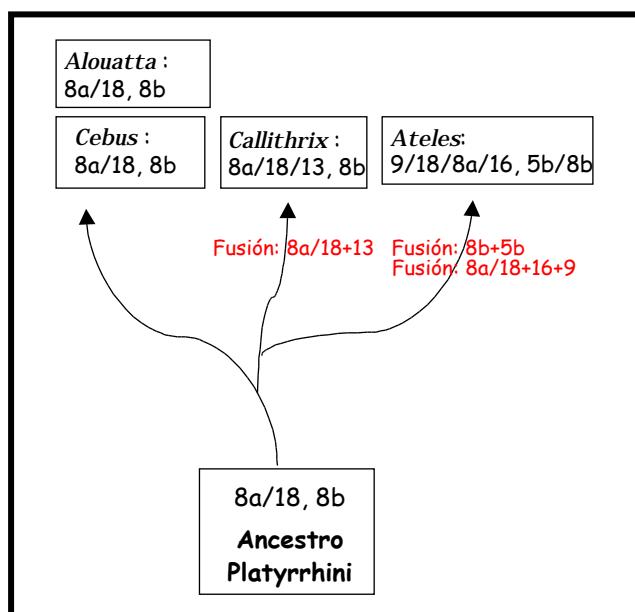 Alouatta :
8a/18, 8b
Cebus :
8a/18, 8b
Callithrix :
8a/18/13, 8b
Ateles:
9/18/8a/16, 5b/8b
Fusión: 8a/18+13
Fusión: 8b+5b
Fusión: 8a/18+16+9
8a/18, 8b
Ancestro
Platyrrhini